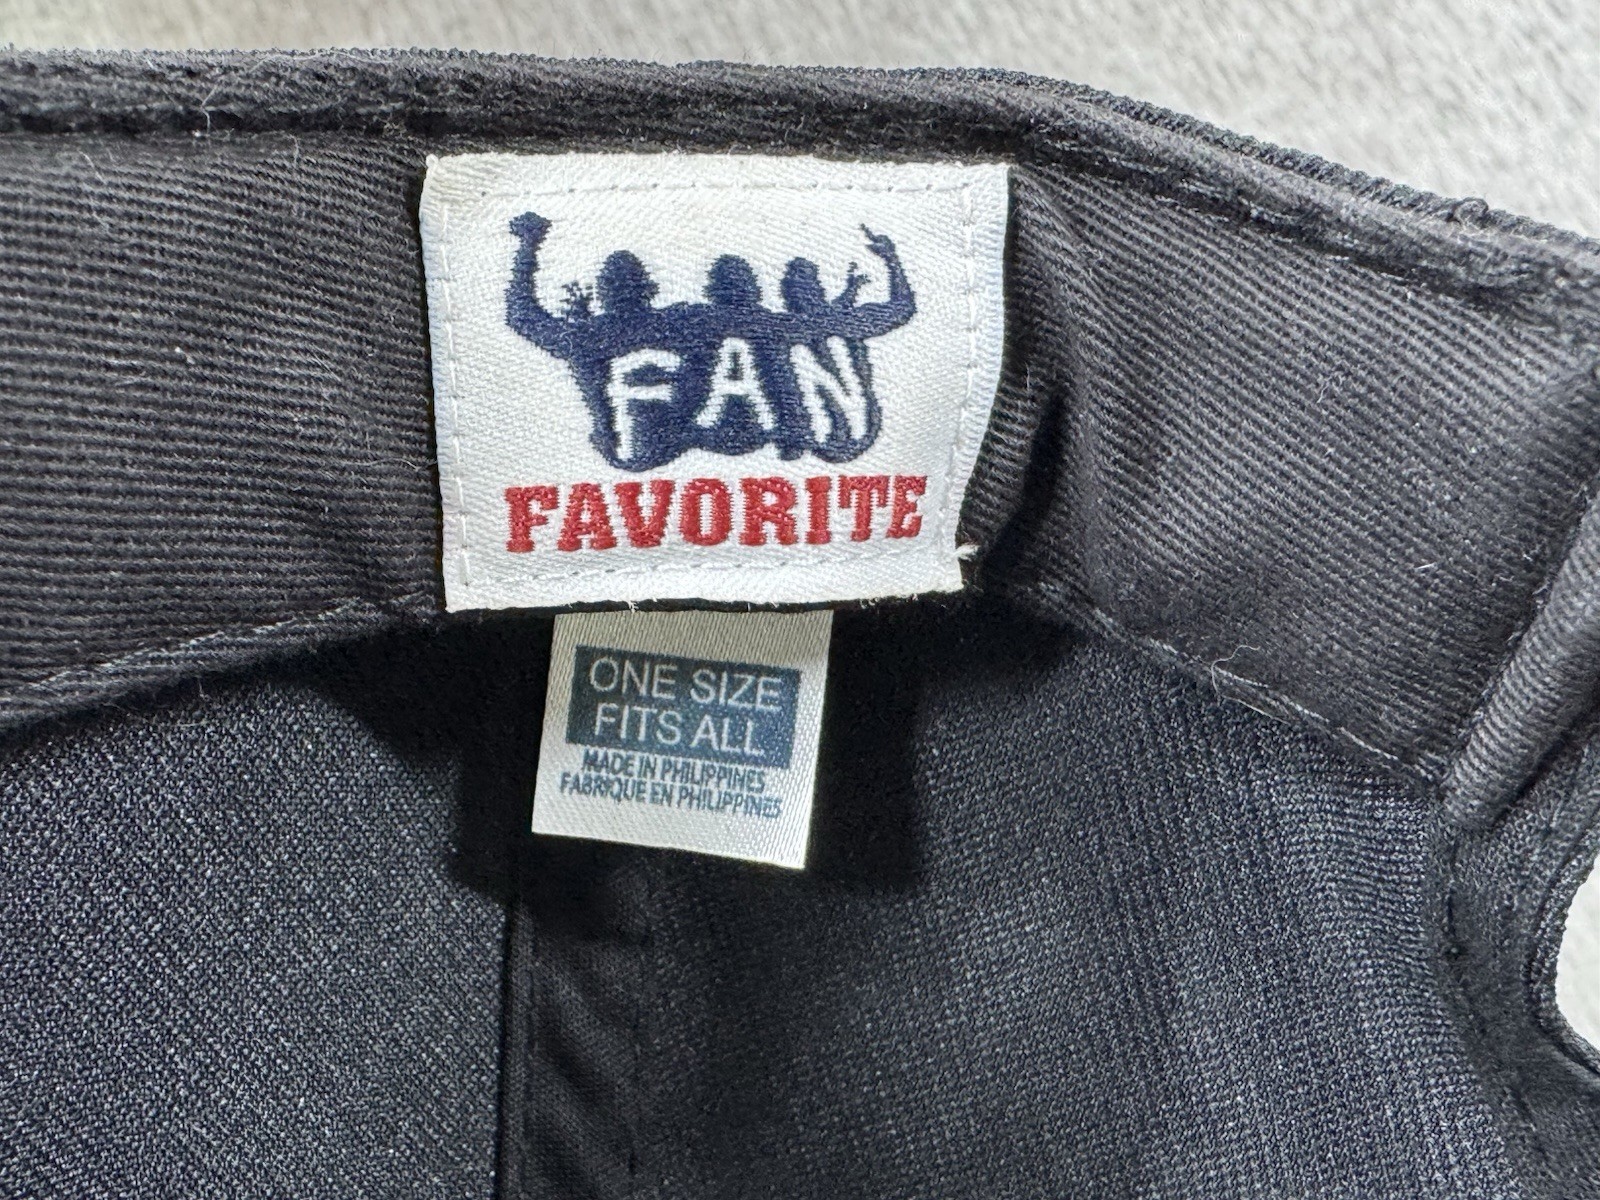 FAN
FAVORITE
ONE SIZE
FITS ALL
MADE IN PHILIPPINES
FABRIQUE EN PHILIPPINES